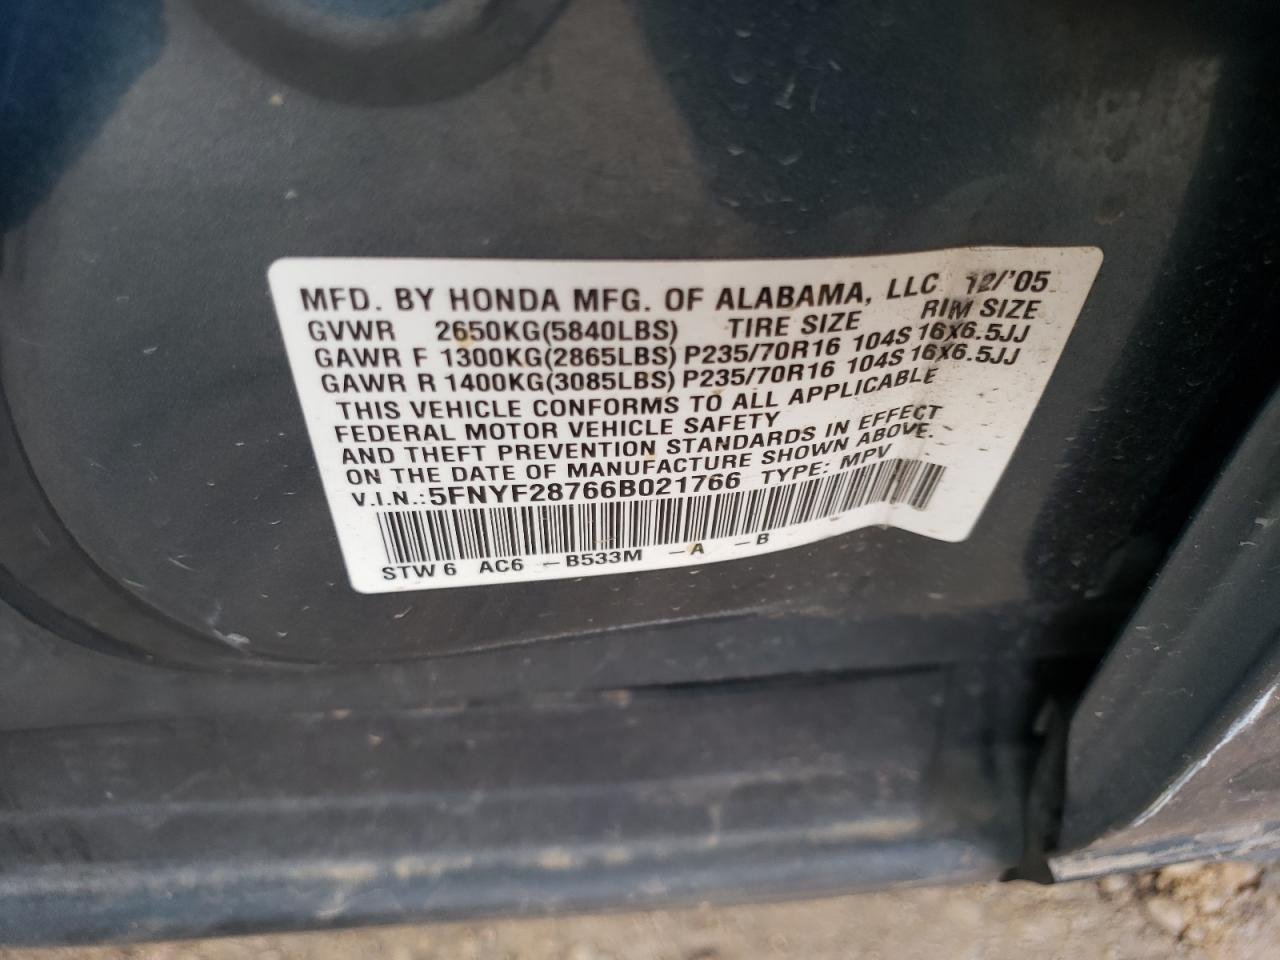 MFD. BY HONDA MFG. OF ALABAMA, LLC 12/'05
GVWR 2650KG(5840LBS) TIRE SIZE RIM SIZE
GAWR F 1300KG(2865LBS) P235/70R16 104S 16X6.5JJ
GAWR R 1400KG(3085LBS) P235/70R16 104S 16X6.5JJ
THIS VEHICLE CONFORMS TO ALL APPLICABLE
FEDERAL MOTOR VEHICLE SAFETY
AND THEFT PREVENTION STANDARDS IN EFFECT
ON THE DATE OF MANUFACTURE SHOWN ABOVE.
V.I.N.:5FNYF28766B021766 TYPE: MPV
STW6 AC6 –B533M –A –B